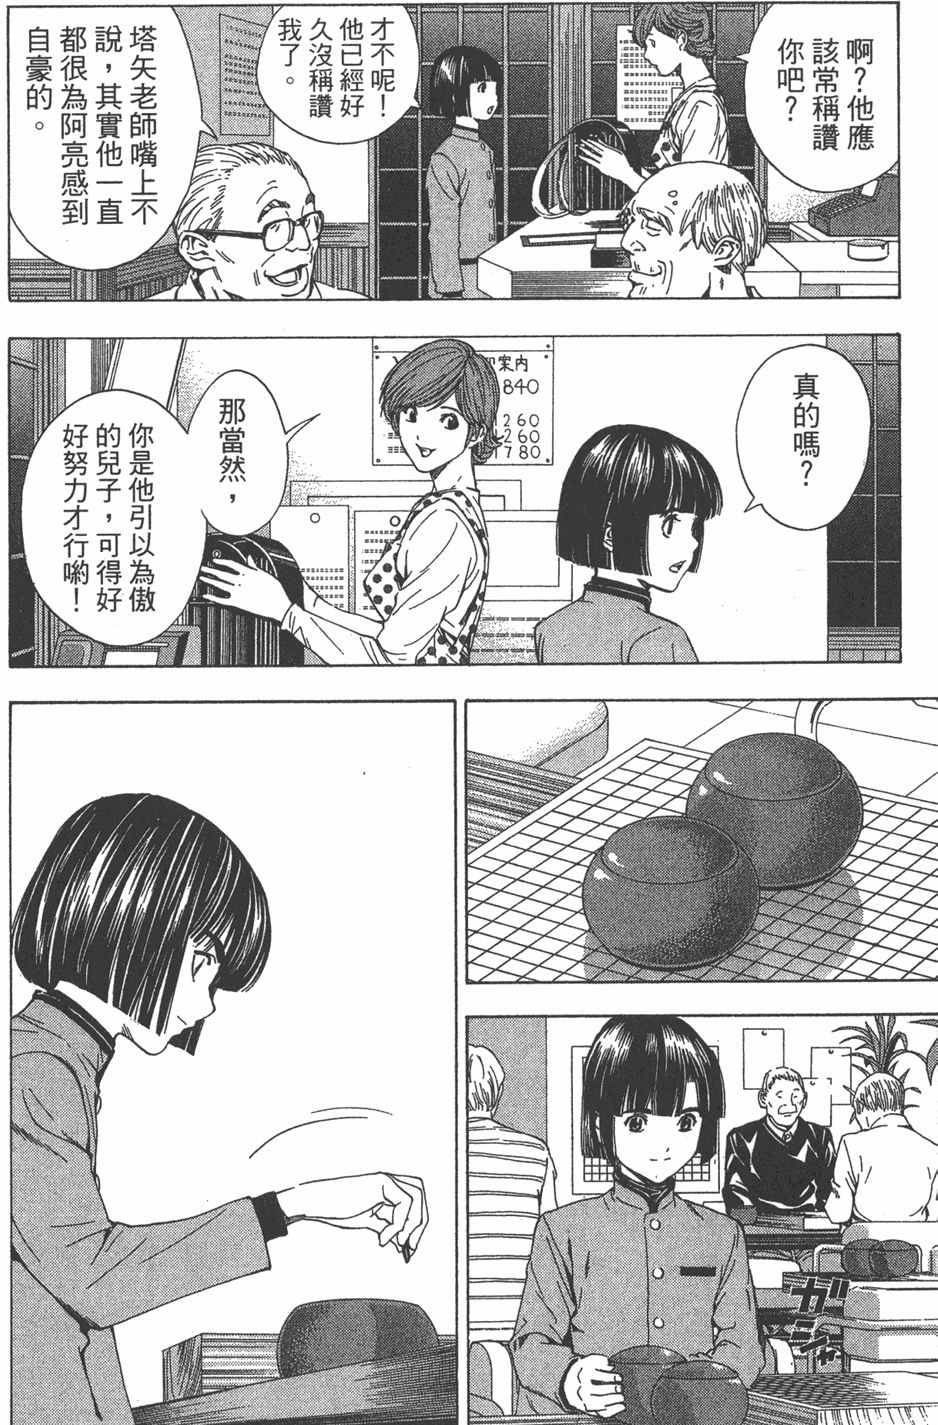 啊？他應
該常稱讚
你吧？
才不呢！
他已經好
久沒稱讚
我了。
塔矢老師嘴上不
說，其實他一直
都很為阿亮感到
自豪的。
真的嗎？
案内
840
260
260
1780
那當然，
你是他引以為傲
的兒子，可得好
好努力才行喲！
ガシャ